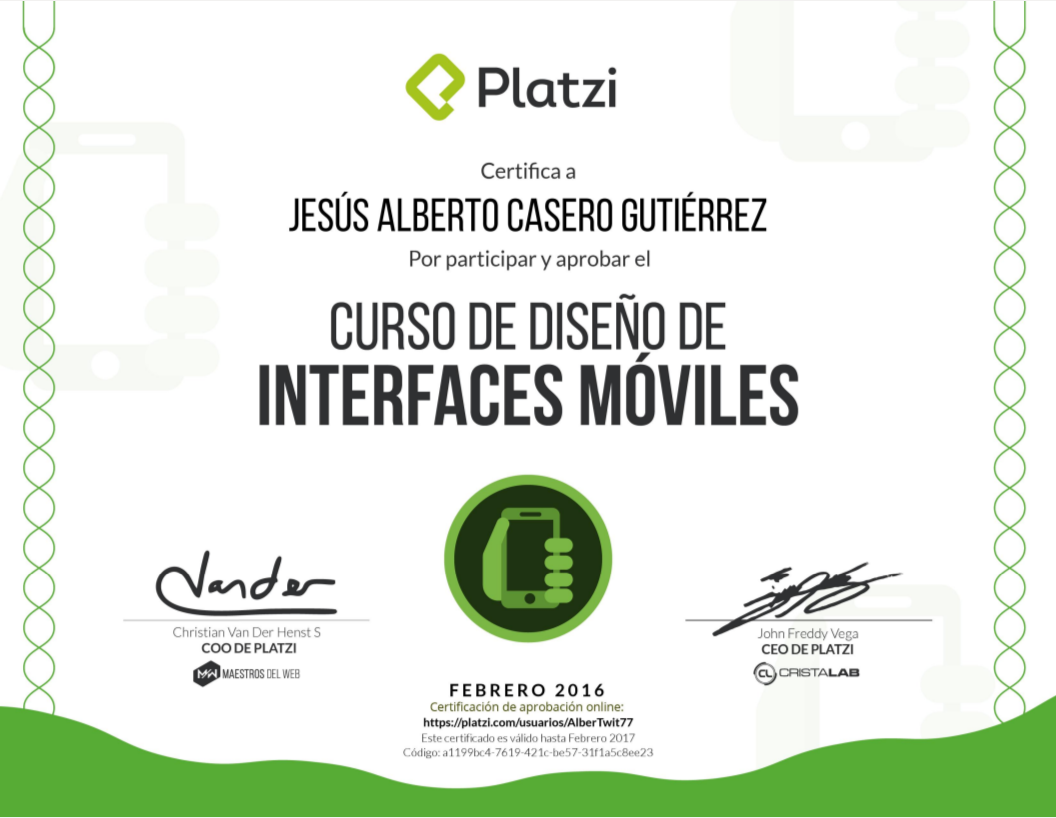 Platzi
Certifica a
JESÚS ALBERTO CASERO GUTIÉRREZ
Por participar y aprobar el
CURSO DE DISEÑO DE
INTERFACES MÓVILES
Vander
Christian Van Der Henst S
COO DE PLATZI
MW MAESTROS DEL WEB
John Freddy Vega
CEO DE PLATZI
CL CRISTALAB
FEBRERO 2016
Certificación de aprobación online:
https://platzi.com/usuarios/AlberTwit77
Este certificado es válido hasta Febrero 2017
Código: a1199bc4-7619-421c-be57-31f1a5c8ee23